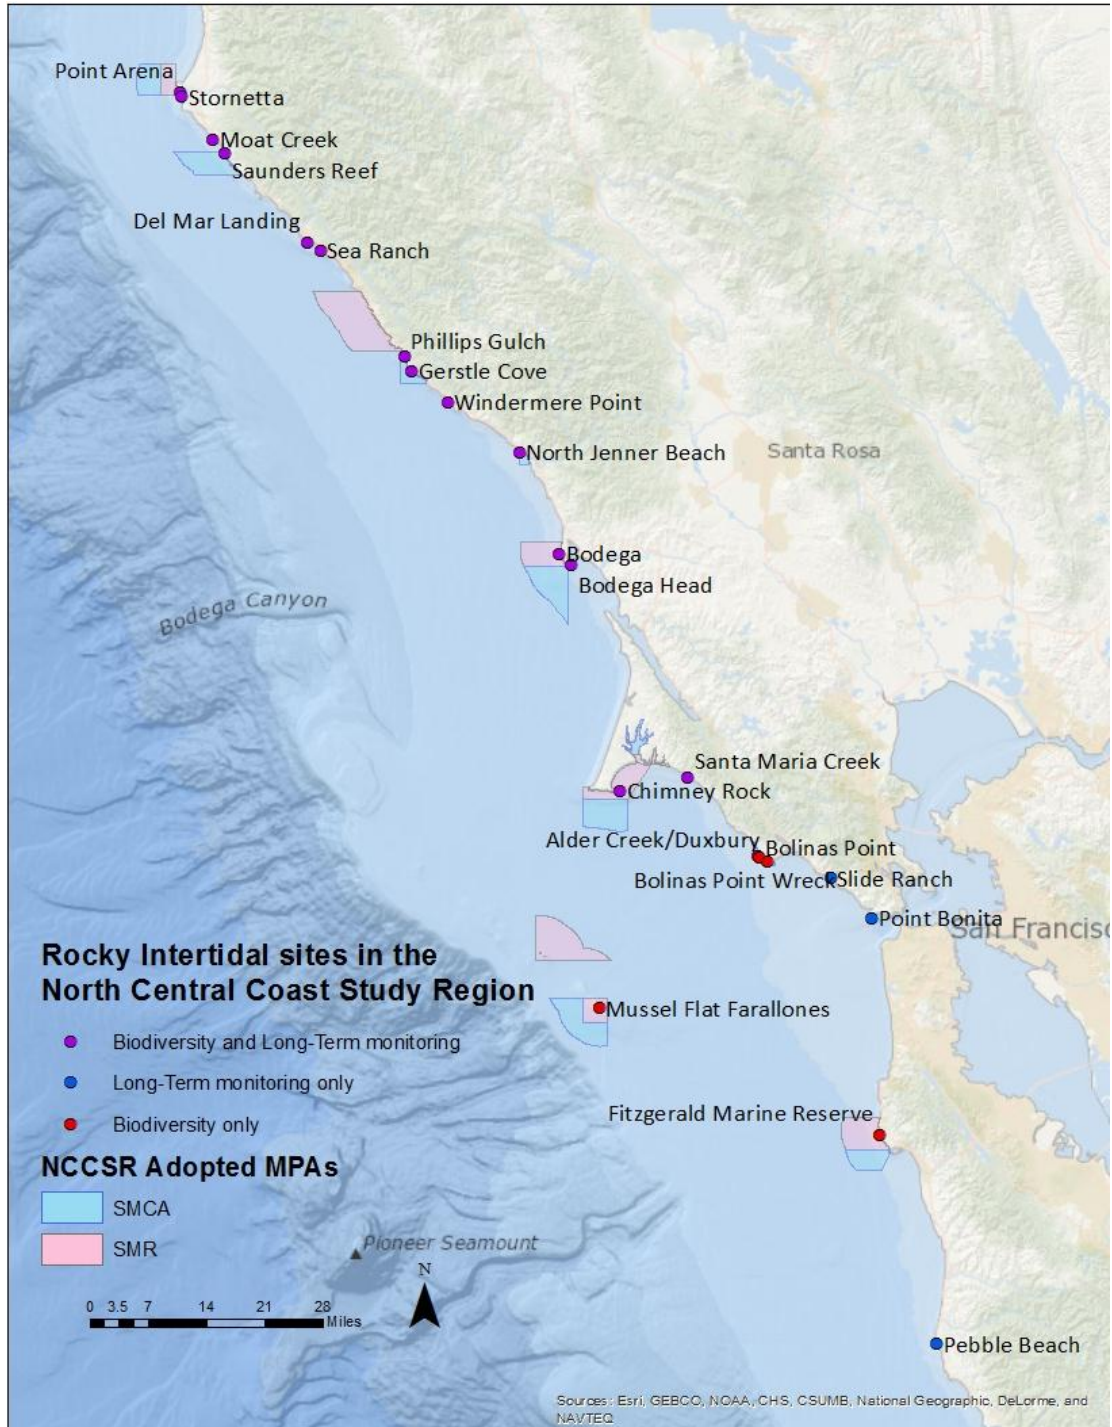 Point Arena
Stornetta
Moat Creek
Saunders Reef
Del Mar Landing
Sea Ranch
Phillips Gulch
Gerstle Cove
Windermere Point
North Jenner Beach
Santa Rosa
Bodega
Bodega Head
Bodega Canyon
Santa Maria Creek
Chimney Rock
Alder Creek/Duxbury
Bolinas Point
Bolinas Point Wreck
Slide Ranch
Point Bonita
San Francisc
Mussel Flat Farallones
Fitzgerald Marine Reserve
Rocky Intertidal sites in the
North Central Coast Study Region
Biodiversity and Long-Term monitoring
Long-Term monitoring only
Biodiversity only
NCCSR Adopted MPAs
SMCA
SMR
Pioneer Seamount
N
0 3.5 7 14 21 28
Miles
Pebble Beach
Sources: Esri, GEBCO, NOAA, CHS, CSUMB, National Geographic, DeLorme, and
NAVTEQ